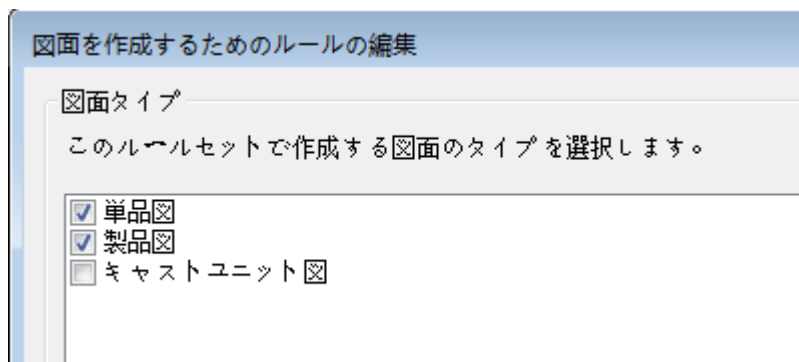 図面を作成するためのルールの編集
図面タイプ
このルールセットで作成する図面のタイプを選択します。
単品図
製品図
キャストユニット図